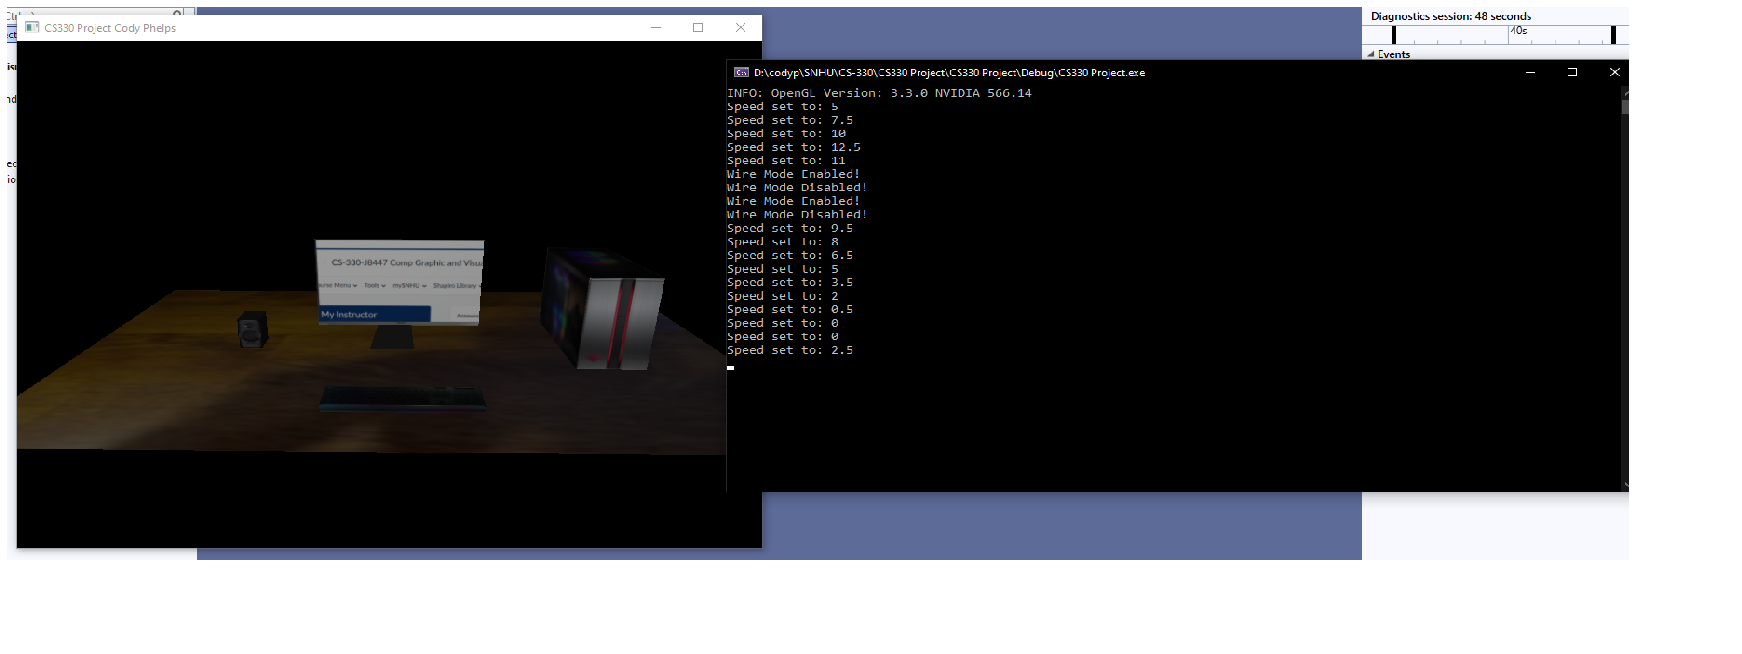 CS330 Project Cody Phelps
CS-330-J8447 Comp Graphic and Visu
Tools
mySNHU
Shapiro Library
My Instructor
Diagnostics session: 48 seconds
40s
Events
D:\codyp\SNHU\CS-330\CS330 Project\CS330 Project\Debug\CS330 Project.exe
INFO: OpenGL Version: 3.3.0 NVIDIA 566.14
Speed set to: 5
Speed set to: 7.5
Speed set to: 10
Speed set to: 12.5
Speed set to: 11
Wire Mode Enabled!
Wire Mode Disabled!
Wire Mode Enabled!
Wire Mode Disabled!
Speed set to: 9.5
Speed set to: 8
Speed set to: 6.5
Speed set to: 5
Speed set to: 3.5
Speed set to: 2
Speed set to: 0.5
Speed set to: 0
Speed set to: 0
Speed set to: 2.5